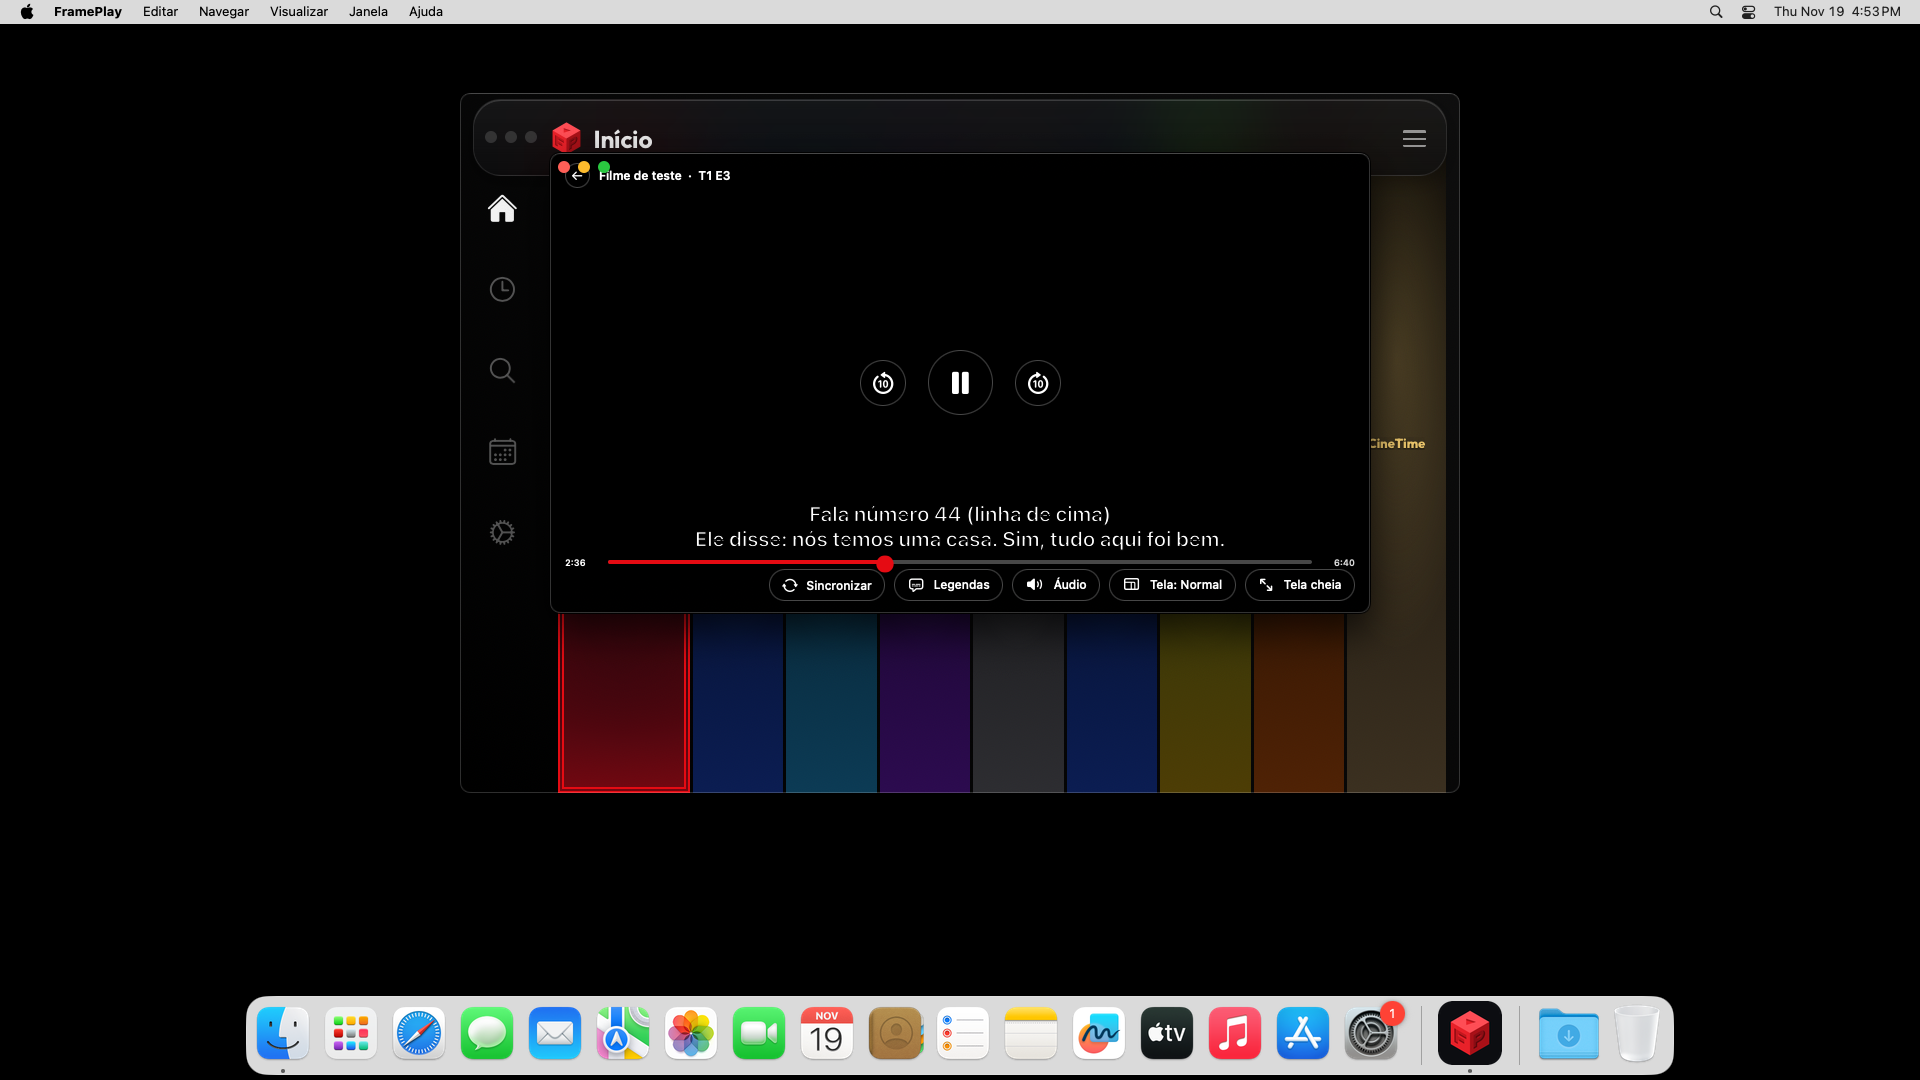 FramePlay Editar Navegar Visualizar Janela Ajuda
Thu Nov 19 4:53 PM
Início
Filme de teste · T1 E3
10
10
CineTime
Fala número 44 (linha de cima)
Ele disse: nós temos uma casa. Sim, tudo aqui foi bem.
2:36
6:40
Sincronizar
Legendas
Áudio
Tela: Normal
Tela cheia
NOV
19
tv
1